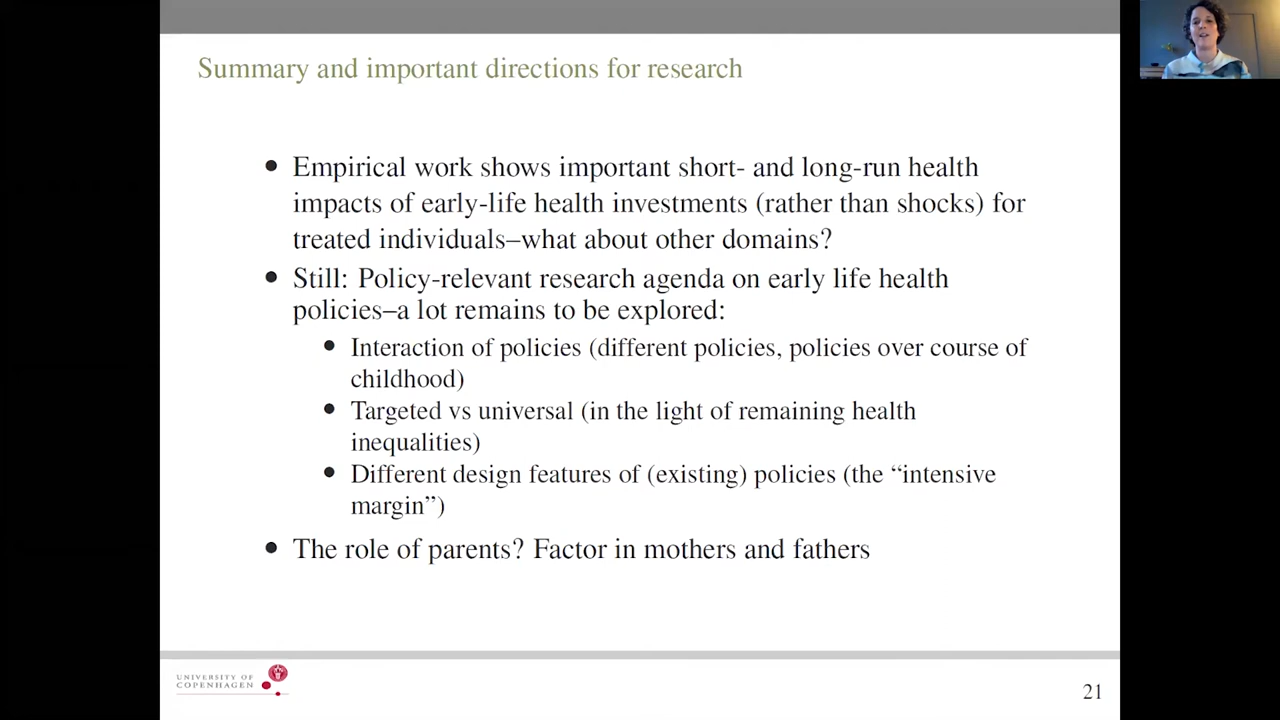 Summary and important directions for research
• Empirical work shows important short- and long-run health
impacts of early-life health investments (rather than shocks) for
treated individuals–what about other domains?
• Still: Policy-relevant research agenda on early life health
policies–a lot remains to be explored:
• Interaction of policies (different policies, policies over course of
childhood)
• Targeted vs universal (in the light of remaining health
inequalities)
• Different design features of (existing) policies (the “intensive
margin”)
• The role of parents? Factor in mothers and fathers
UNIVERSITY OF
COPENHAGEN
21